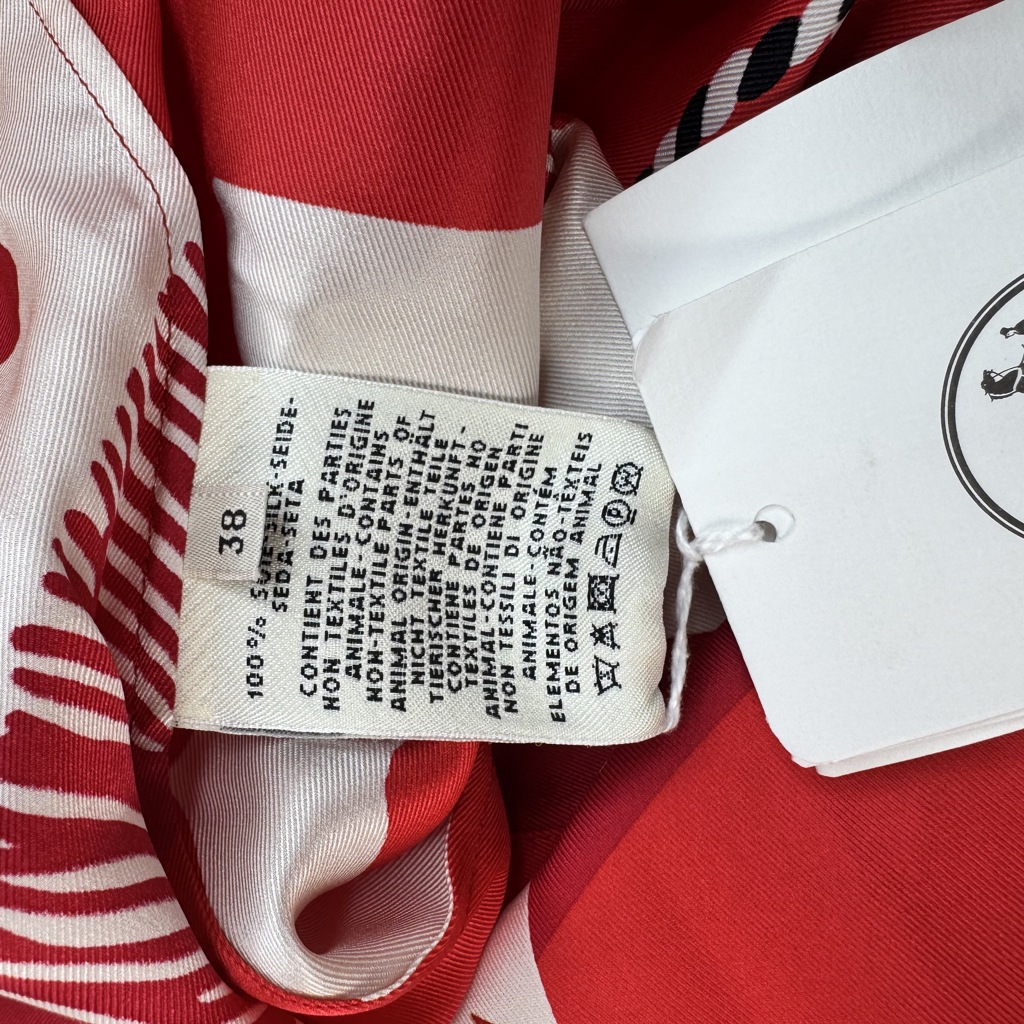 38
100% SOIE-SILK-SEIDE-
SEDA-SETA
CONTIENT DES PARTIES
NON TEXTILES D'ORIGINE
ANIMALE-CONTAINS
NON-TEXTILE PARTS OF
ANIMAL ORIGIN ENTHÄLT
NICHT TEXTILE TEILE
TIERISCHER HERKUNFT-
CONTIENE PARTES NO
TEXTILES DE ORIGEN
ANIMAL-CONTIENE PARTI
NON TESSILI DI ORIGINE
ANIMALE-CONTÉM
ELEMENTOS NÃO-TEXTEIS
DE ORIGEM ANIMAL